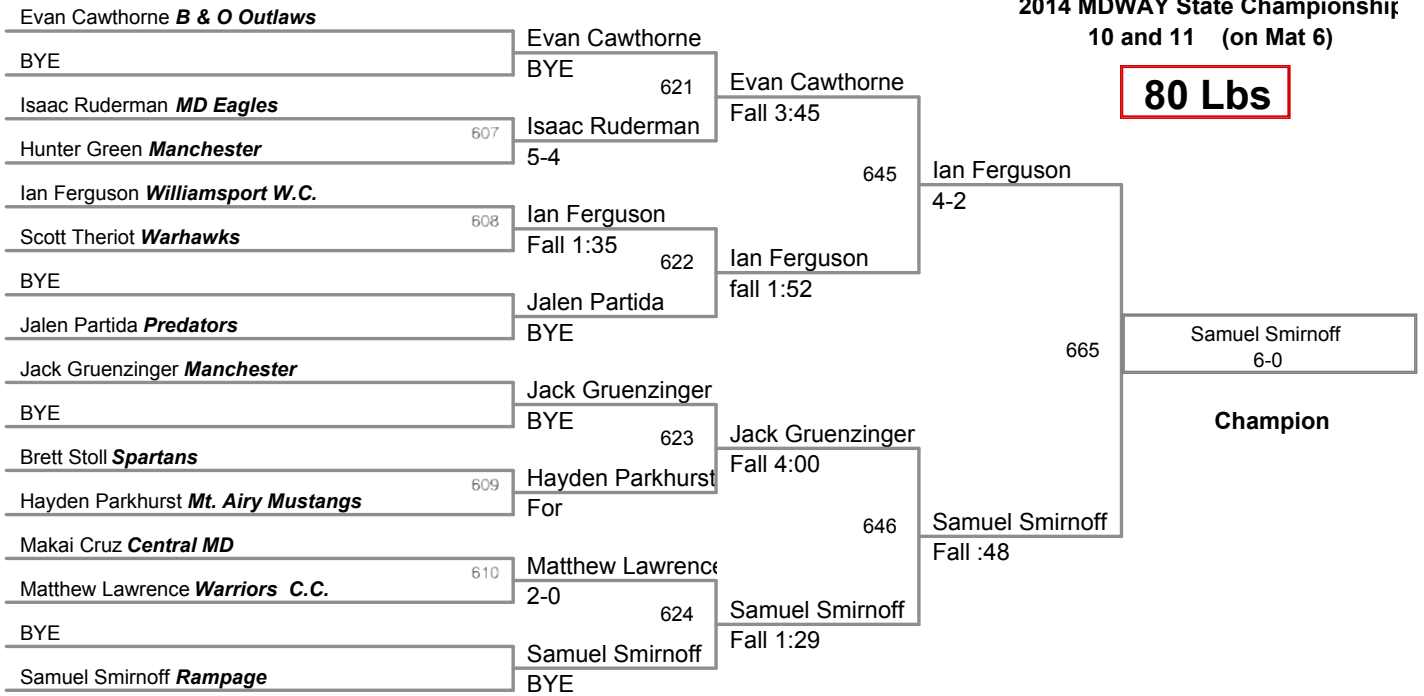 2014 MDWAY State Championship
10 and 11 (on Mat 6)
80 Lbs
Evan Cawthorne B & O Outlaws
BYE
Isaac Ruderman MD Eagles
607
Hunter Green Manchester
Ian Ferguson Williamsport W.C.
608
Scott Theriot Warhawks
BYE
Jalen Partida Predators
Jack Gruenzinger Manchester
BYE
Brett Stoll Spartans
609
Hayden Parkhurst Mt. Airy Mustangs
Makai Cruz Central MD
610
Matthew Lawrence Warriors C.C.
BYE
Samuel Smirnoff Rampage
Evan Cawthorne
BYE
621
Isaac Ruderman
5-4
Ian Ferguson
Fall 1:35
622
Jalen Partida
BYE
Jack Gruenzinger
BYE
623
Hayden Parkhurst
For
Matthew Lawrence
2-0
624
Samuel Smirnoff
BYE
Evan Cawthorne
Fall 3:45
645
Ian Ferguson
fall 1:52
Jack Gruenzinger
Fall 4:00
646
Samuel Smirnoff
Fall 1:29
Ian Ferguson
4-2
665
Samuel Smirnoff
Fall :48
Samuel Smirnoff
6-0
Champion